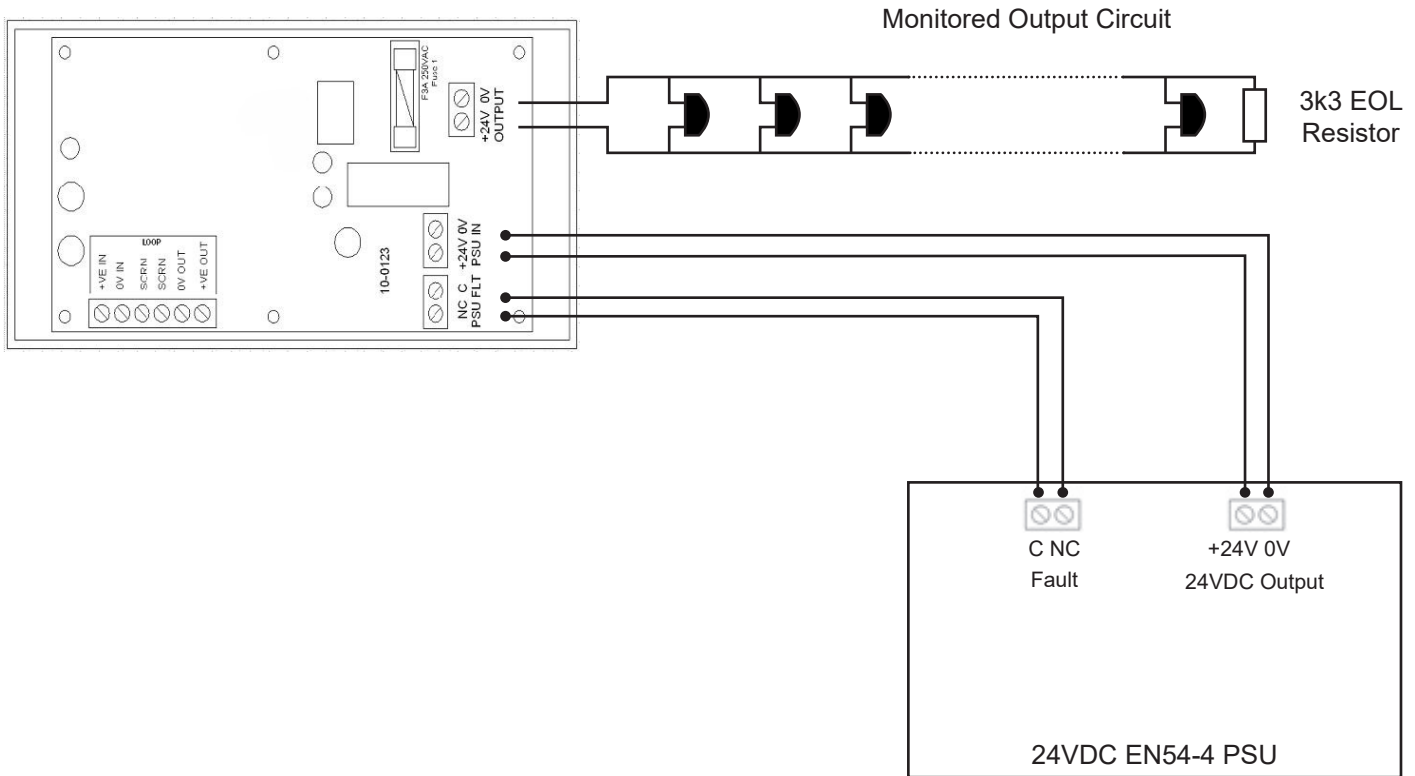 Monitored Output Circuit
F3A 250VAC
Fuse 1
+24V 0V
OUTPUT
3k3 EOL
Resistor
LOOP
+VE IN
0V IN
SCRN
SCRN
0V OUT
+VE OUT
10-0123
+24V 0V
PSU IN
NC C
PSU FLT
C NC
Fault
+24V 0V
24VDC Output
24VDC EN54-4 PSU